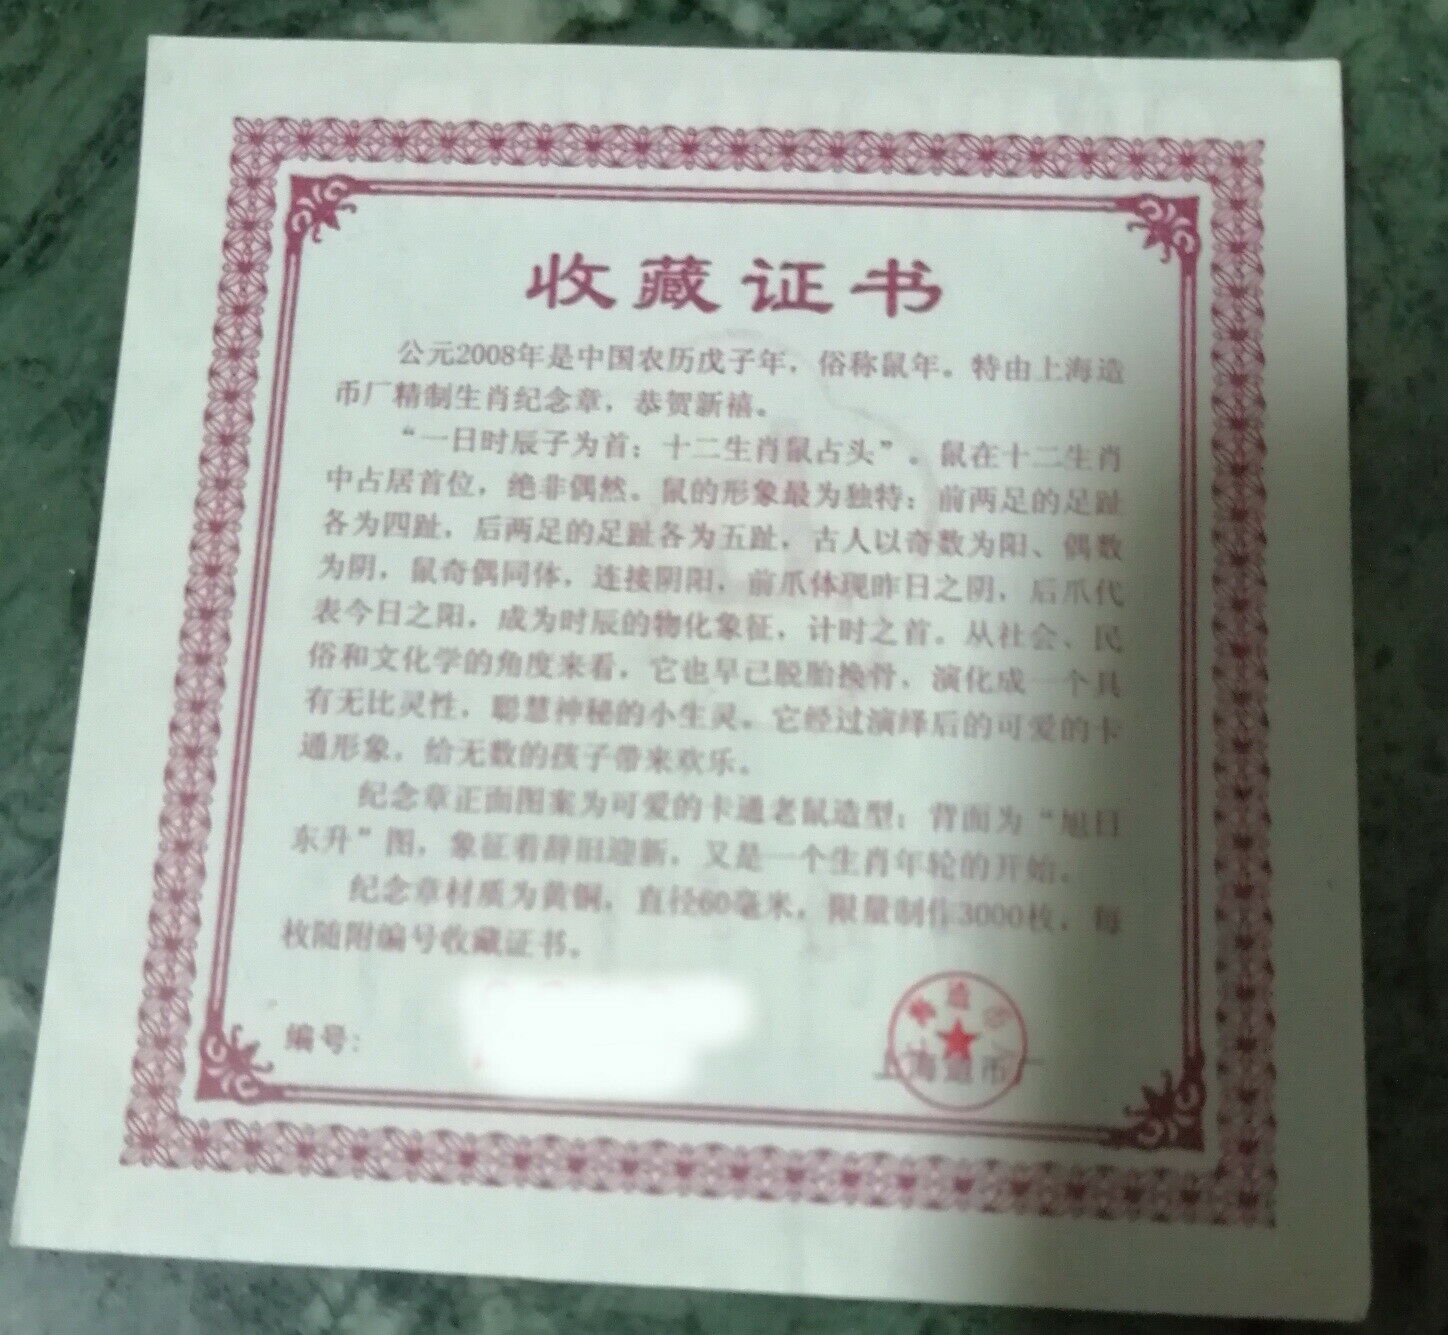 收藏证书
公元2008年是中国农历戊子年，俗称鼠年。特由上海造
币厂精制生肖纪念章，恭贺新禧。
“一日时辰子为首；十二生肖鼠占头”。鼠在十二生肖
中占居首位，绝非偶然。鼠的形象最为独特：前两足的足趾
各为四趾，后两足的足趾各为五趾，古人以奇数为阳、偶数
为阴，鼠奇偶同体，连接阴阳，前爪体现昨日之阴，后爪代
表今日之阳，成为时辰的物化象征，计时之首。从社会、民
俗和文化学的角度来看，它也早已脱胎换骨，演化成一个具
有无比灵性，聪慧神秘的小生灵。它经过演绎后的可爱的卡
通形象，给无数的孩子带来欢乐。
纪念章正面图案为可爱的卡通老鼠造型；背面为“旭日
东升”图，象征着辞旧迎新，又是一个生肖年轮的开始。
纪念章材质为黄铜，直径60毫米，限量制作3000枚，每
枚随附编号收藏证书。
编号：
上海造币厂